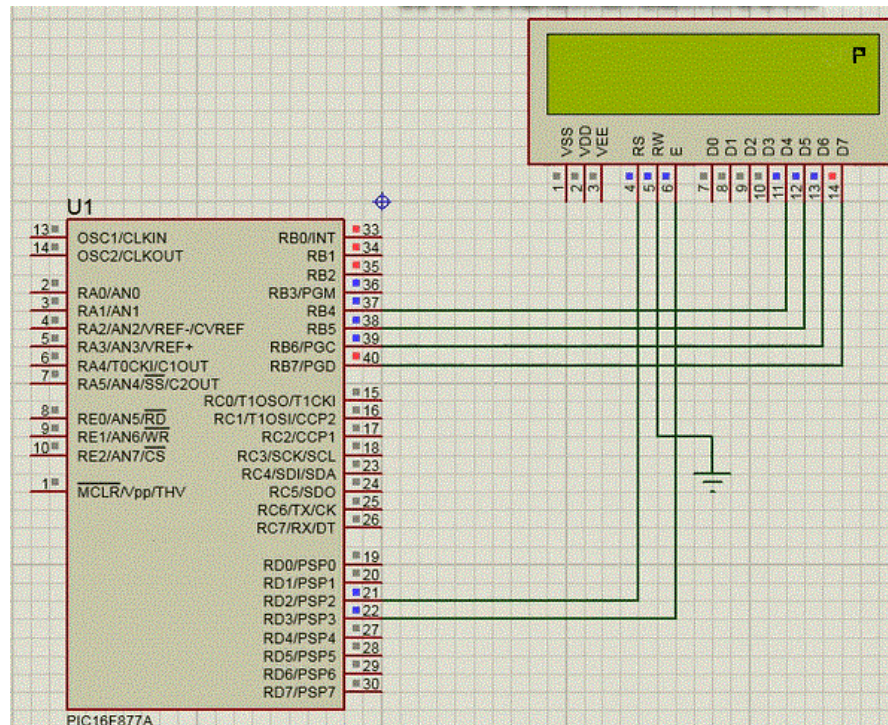 P
VSS
VDD
VEE
RS
RW
E
D0
D1
D2
D3
D4
D5
D6
D7
1
2
3
4
5
6
7
8
9
10
11
12
13
14
U1
13 OSC1/CLKIN
14 OSC2/CLKOUT
2 RA0/AN0
3 RA1/AN1
4 RA2/AN2/VREF-/CVREF
5 RA3/AN3/VREF+
6 RA4/T0CKI/C1OUT
7 RA5/AN4/SS/C2OUT
8 RE0/AN5/RD
9 RE1/AN6/WR
10 RE2/AN7/CS
1 MCLR/Vpp/THV
RB0/INT 33
RB1 34
RB2 35
RB3/PGM 36
RB4 37
RB5 38
RB6/PGC 39
RB7/PGD 40
RC0/T1OSO/T1CKI 15
RC1/T1OSI/CCP2 16
RC2/CCP1 17
RC3/SCK/SCL 18
RC4/SDI/SDA 23
RC5/SDO 24
RC6/TX/CK 25
RC7/RX/DT 26
RD0/PSP0 19
RD1/PSP1 20
RD2/PSP2 21
RD3/PSP3 22
RD4/PSP4 27
RD5/PSP5 28
RD6/PSP6 29
RD7/PSP7 30
PIC16F877A